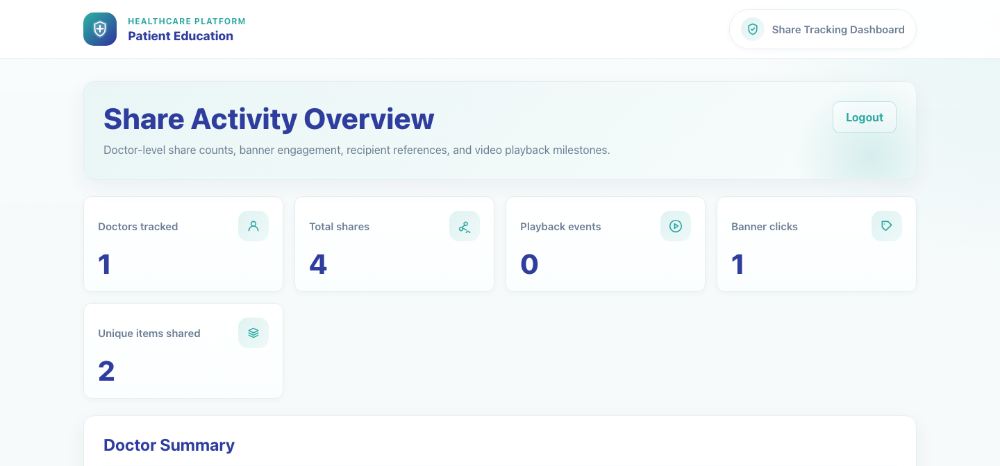 HEALTHCARE PLATFORM
Patient Education
Share Tracking Dashboard
Share Activity Overview
Logout
Doctor-level share counts, banner engagement, recipient references, and video playback milestones.
Doctors tracked
1
Total shares
4
Playback events
0
Banner clicks
1
Unique items shared
2
Doctor Summary